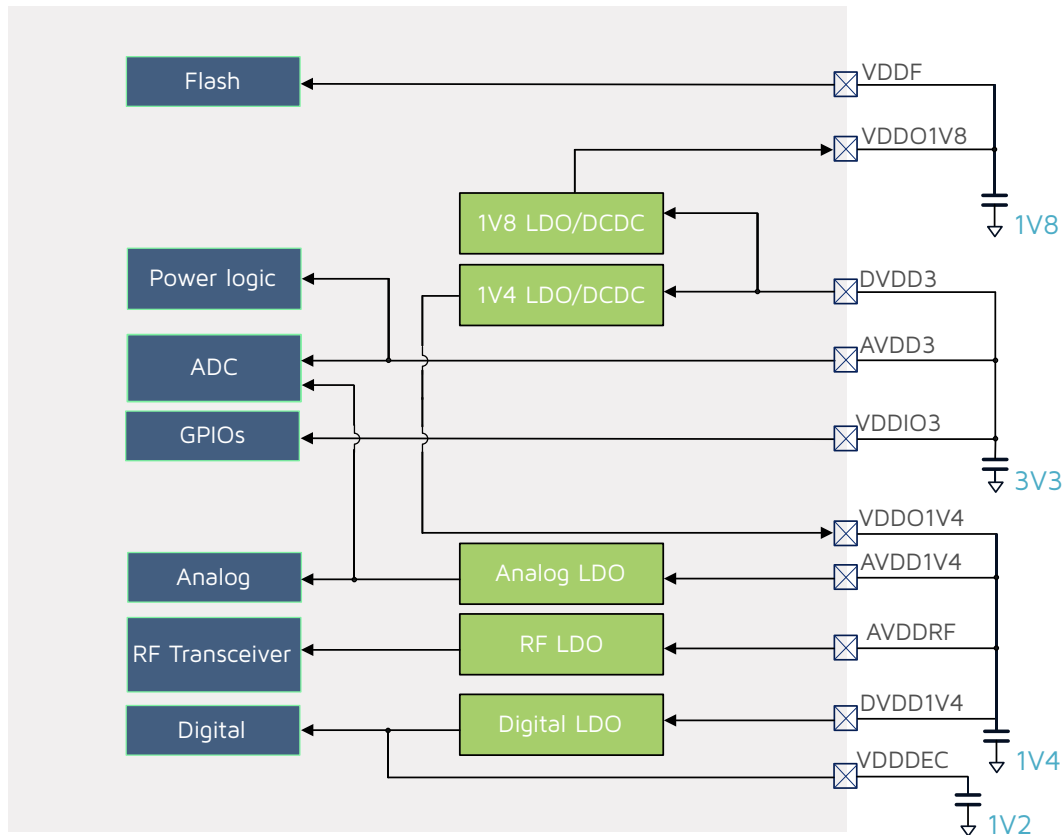 Flash
VDDF
VDDO1V8
1V8 LDO/DCDC
1V8
Power logic
1V4 LDO/DCDC
DVDD3
ADC
AVDD3
GPIOs
VDDIO3
3V3
VDDO1V4
Analog
Analog LDO
AVDD1V4
RF Transceiver
RF LDO
AVDDRF
Digital
Digital LDO
DVDD1V4
1V4
VDDDEC
1V2